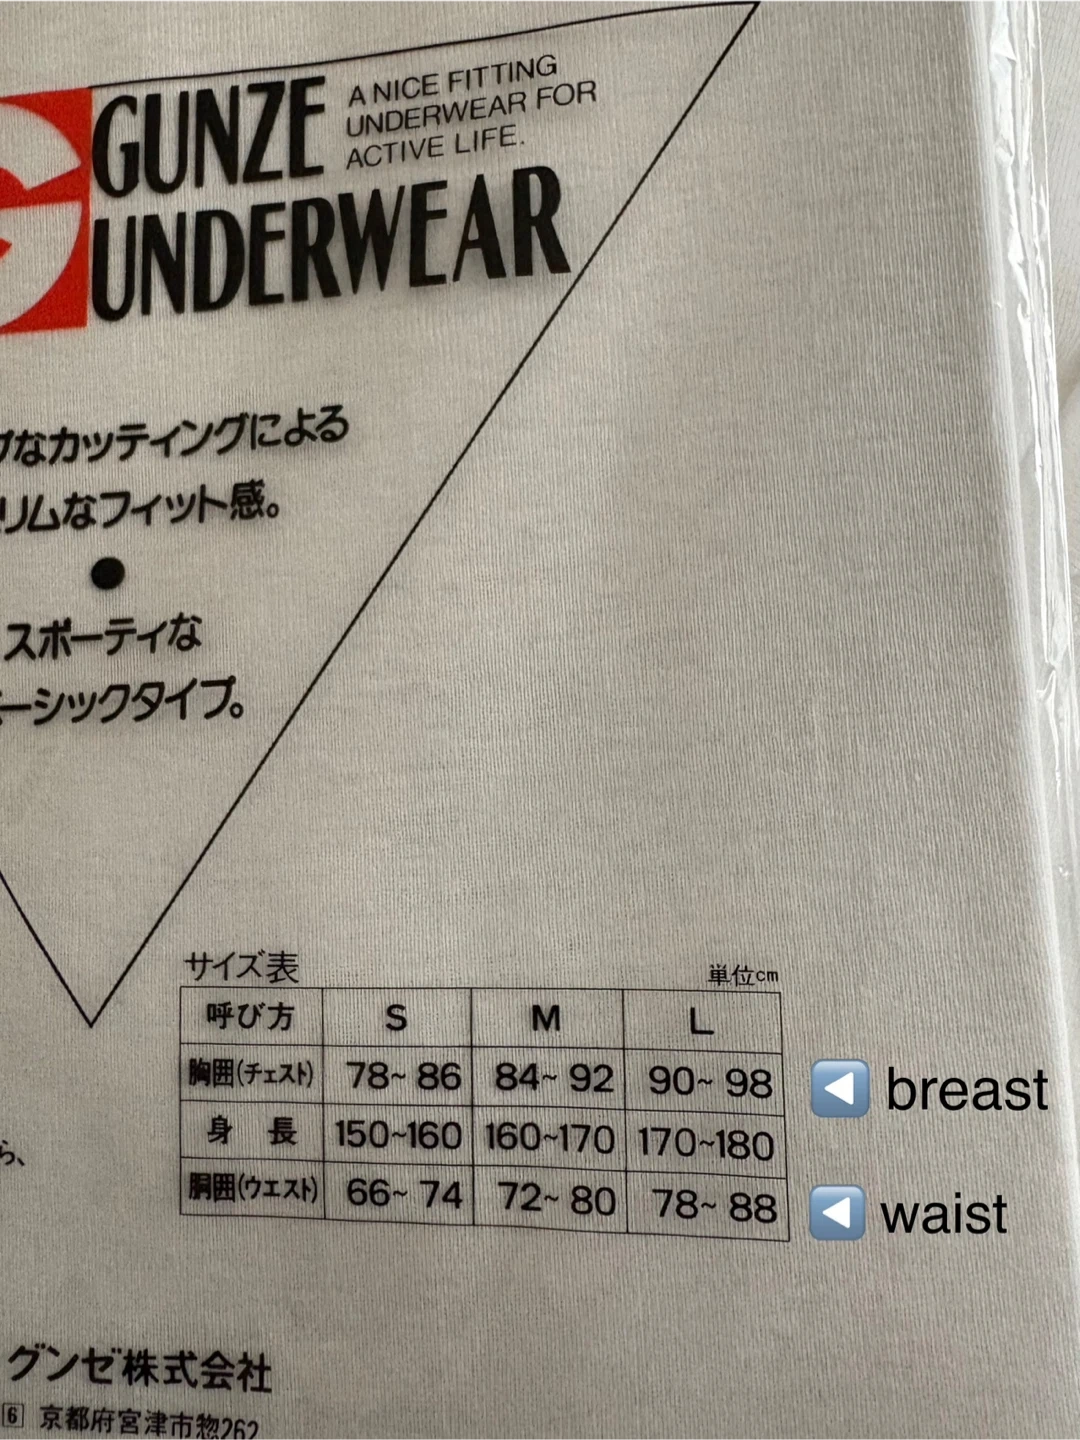 GUNZE
UNDERWEAR
A NICE FITTING
UNDERWEAR FOR
ACTIVE LIFE.
なカッティングによる
リムなフィット感。
●
スポーティな
ーシックタイプ。
サイズ表
単位cm
呼び方 S M L
胸囲(チェスト) 78~86 84~92 90~98 breast
身長 150~160 160~170 170~180
胴囲(ウエスト) 66~74 72~80 78~88 waist
ら、
グンゼ株式会社
6 京都府宮津市惣262